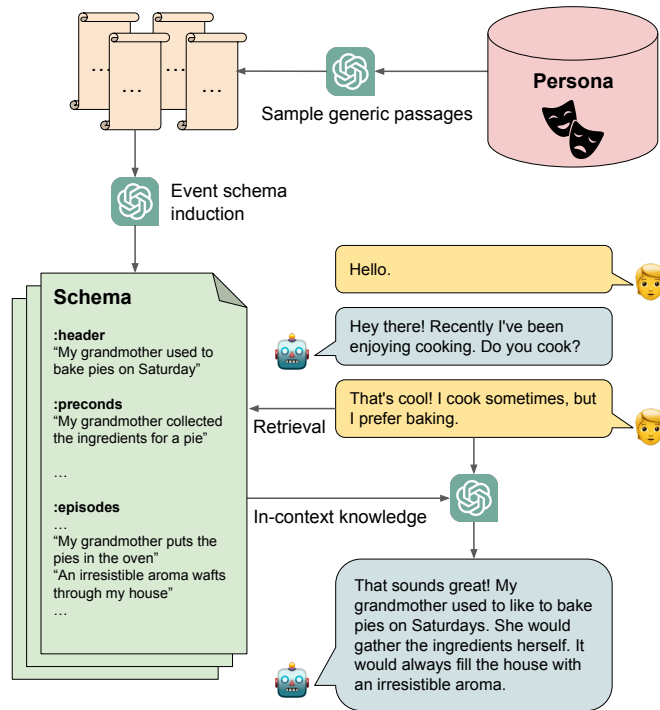 ...
...
...
...
Persona
Sample generic passages
Event schema
induction
Schema
:header
“My grandmother used to
bake pies on Saturday”
:preconds
“My grandmother collected
the ingredients for a pie”
…
:episodes
…
“My grandmother puts the
pies in the oven”
“An irresistible aroma wafts
through my house”
…
Hello.
Hey there! Recently I've been
enjoying cooking. Do you cook?
That's cool! I cook sometimes, but
I prefer baking.
Retrieval
In-context knowledge
That sounds great! My
grandmother used to like to bake
pies on Saturdays. She would
gather the ingredients herself. It
would always fill the house with
an irresistible aroma.